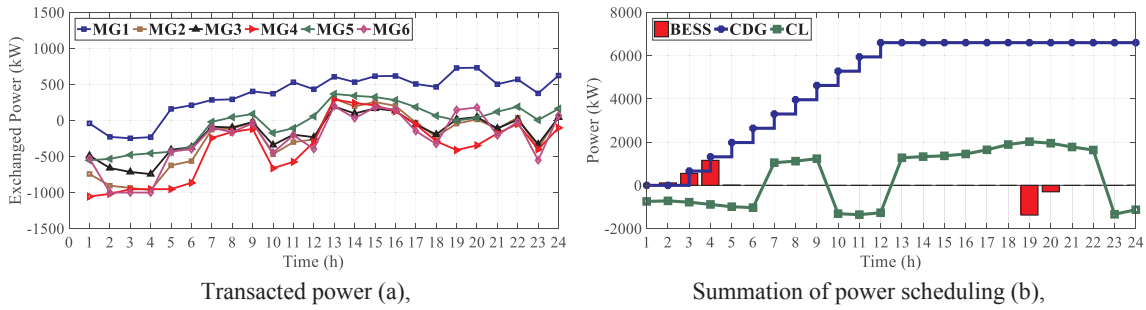 MG1 MG2 MG3 MG4 MG5 MG6
Exchanged Power (kW)
1500
1000
500
0
-500
-1000
-1500
0 1 2 3 4 5 6 7 8 9 10 11 12 13 14 15 16 17 18 19 20 21 22 23 24
Time (h)
Transacted power (a),
BESS CDG CL
Power (kW)
8000
6000
4000
2000
0
-2000
1 2 3 4 5 6 7 8 9 10 11 12 13 14 15 16 17 18 19 20 21 22 23 24
Time (h)
Summation of power scheduling (b),